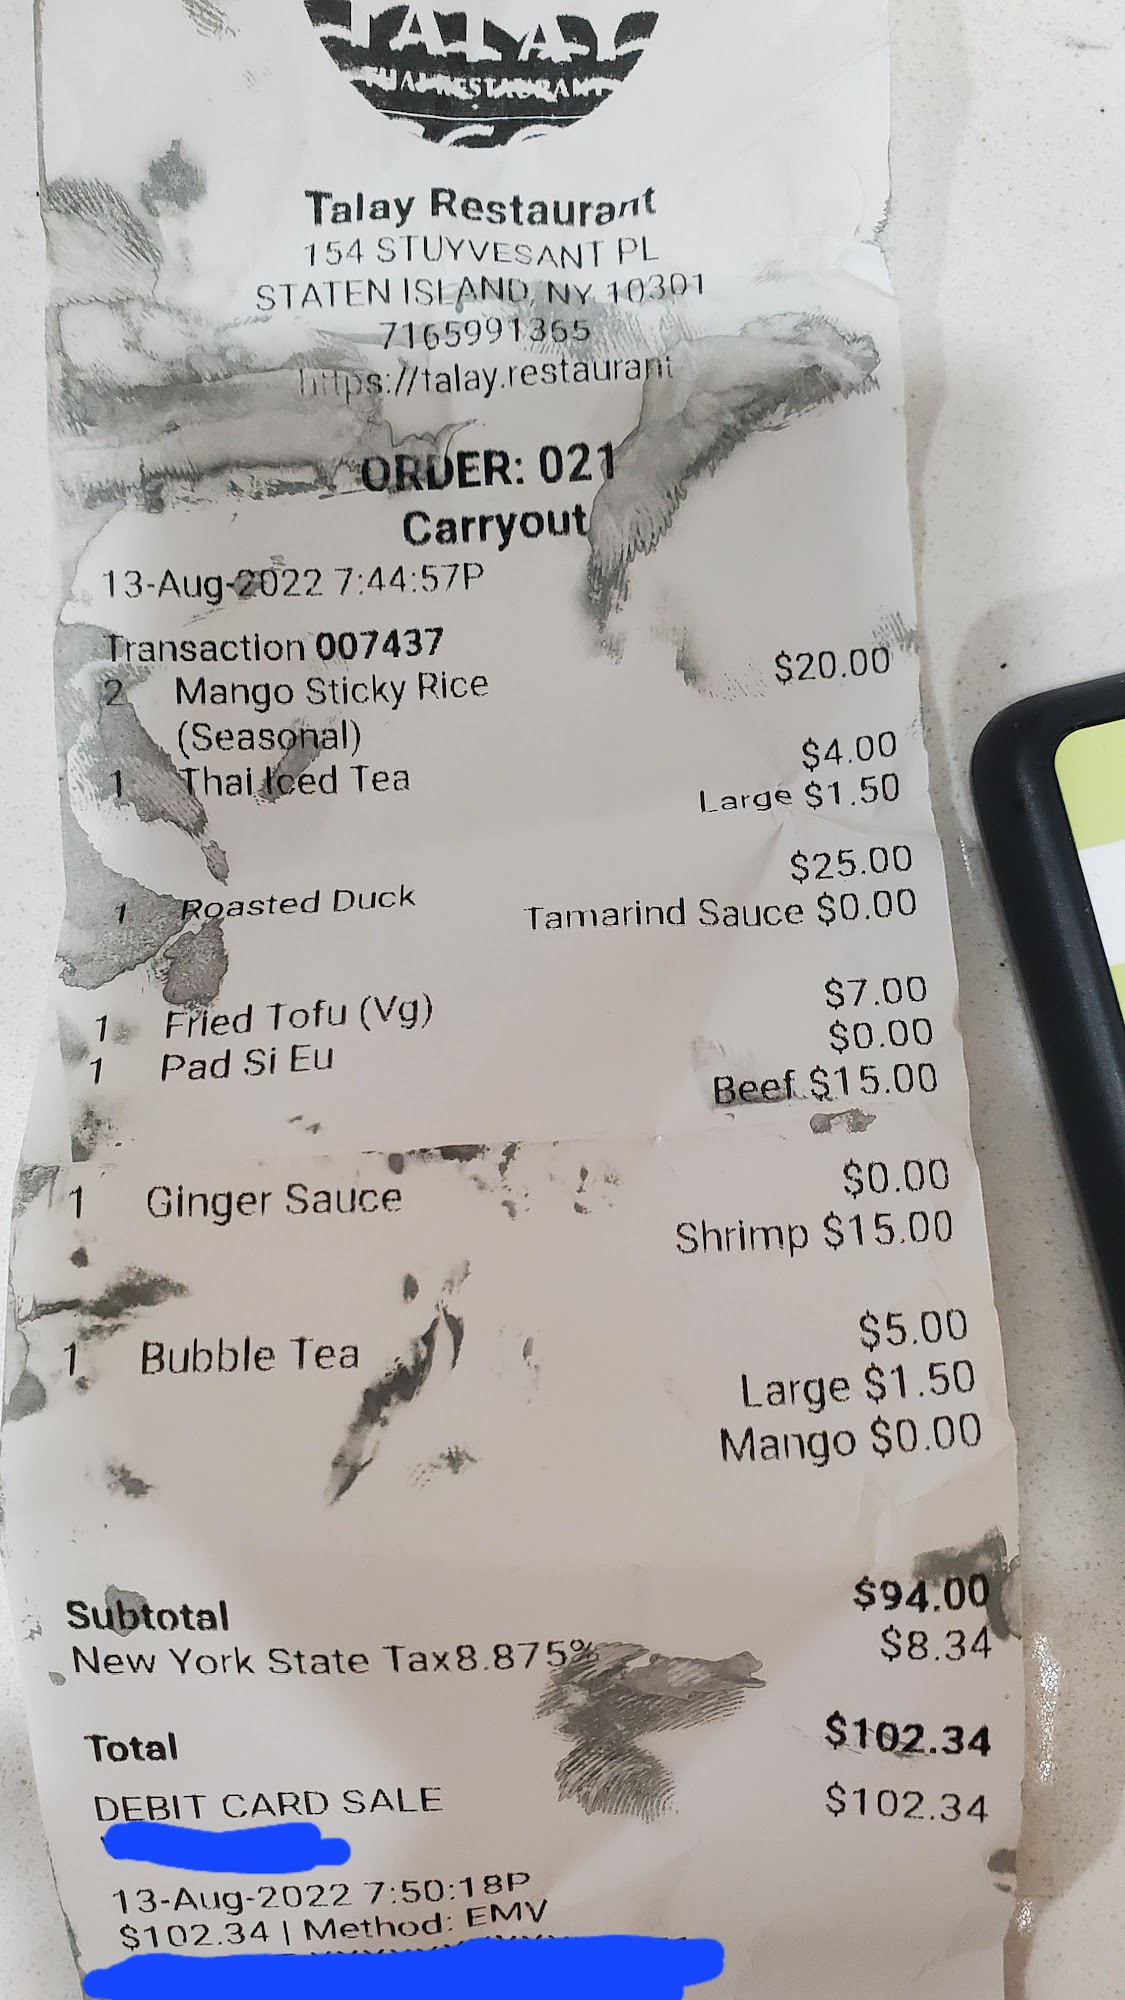 TALAY
THAI RESTAURANT
Talay Restaurant
154 STUYVESANT PL
STATEN ISLAND, NY 10301
7165991365
https://talay.restaurant
ORDER: 021
Carryout
13-Aug-2022 7:44:57P
Transaction 007437
2 Mango Sticky Rice $20.00
(Seasonal)
1 Thai Iced Tea $4.00
Large $1.50
1 Roasted Duck $25.00
Tamarind Sauce $0.00
1 Fried Tofu (Vg) $7.00
1 Pad Si Eu $0.00
Beef $15.00
1 Ginger Sauce $0.00
Shrimp $15.00
1 Bubble Tea $5.00
Large $1.50
Mango $0.00
Subtotal $94.00
New York State Tax8.875% $8.34
Total $102.34
DEBIT CARD SALE $102.34
13-Aug-2022 7:50:18P
$102.34 | Method: EMV